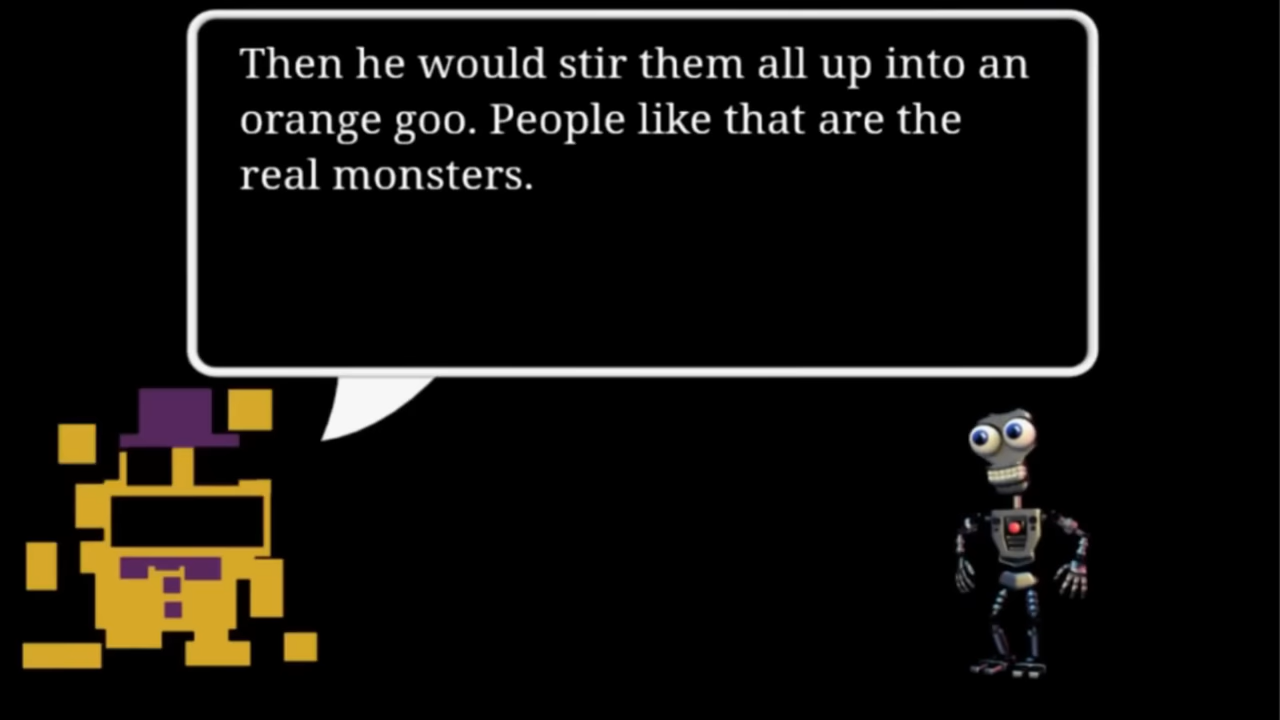 Then he would stir them all up into an
orange goo. People like that are the
real monsters.